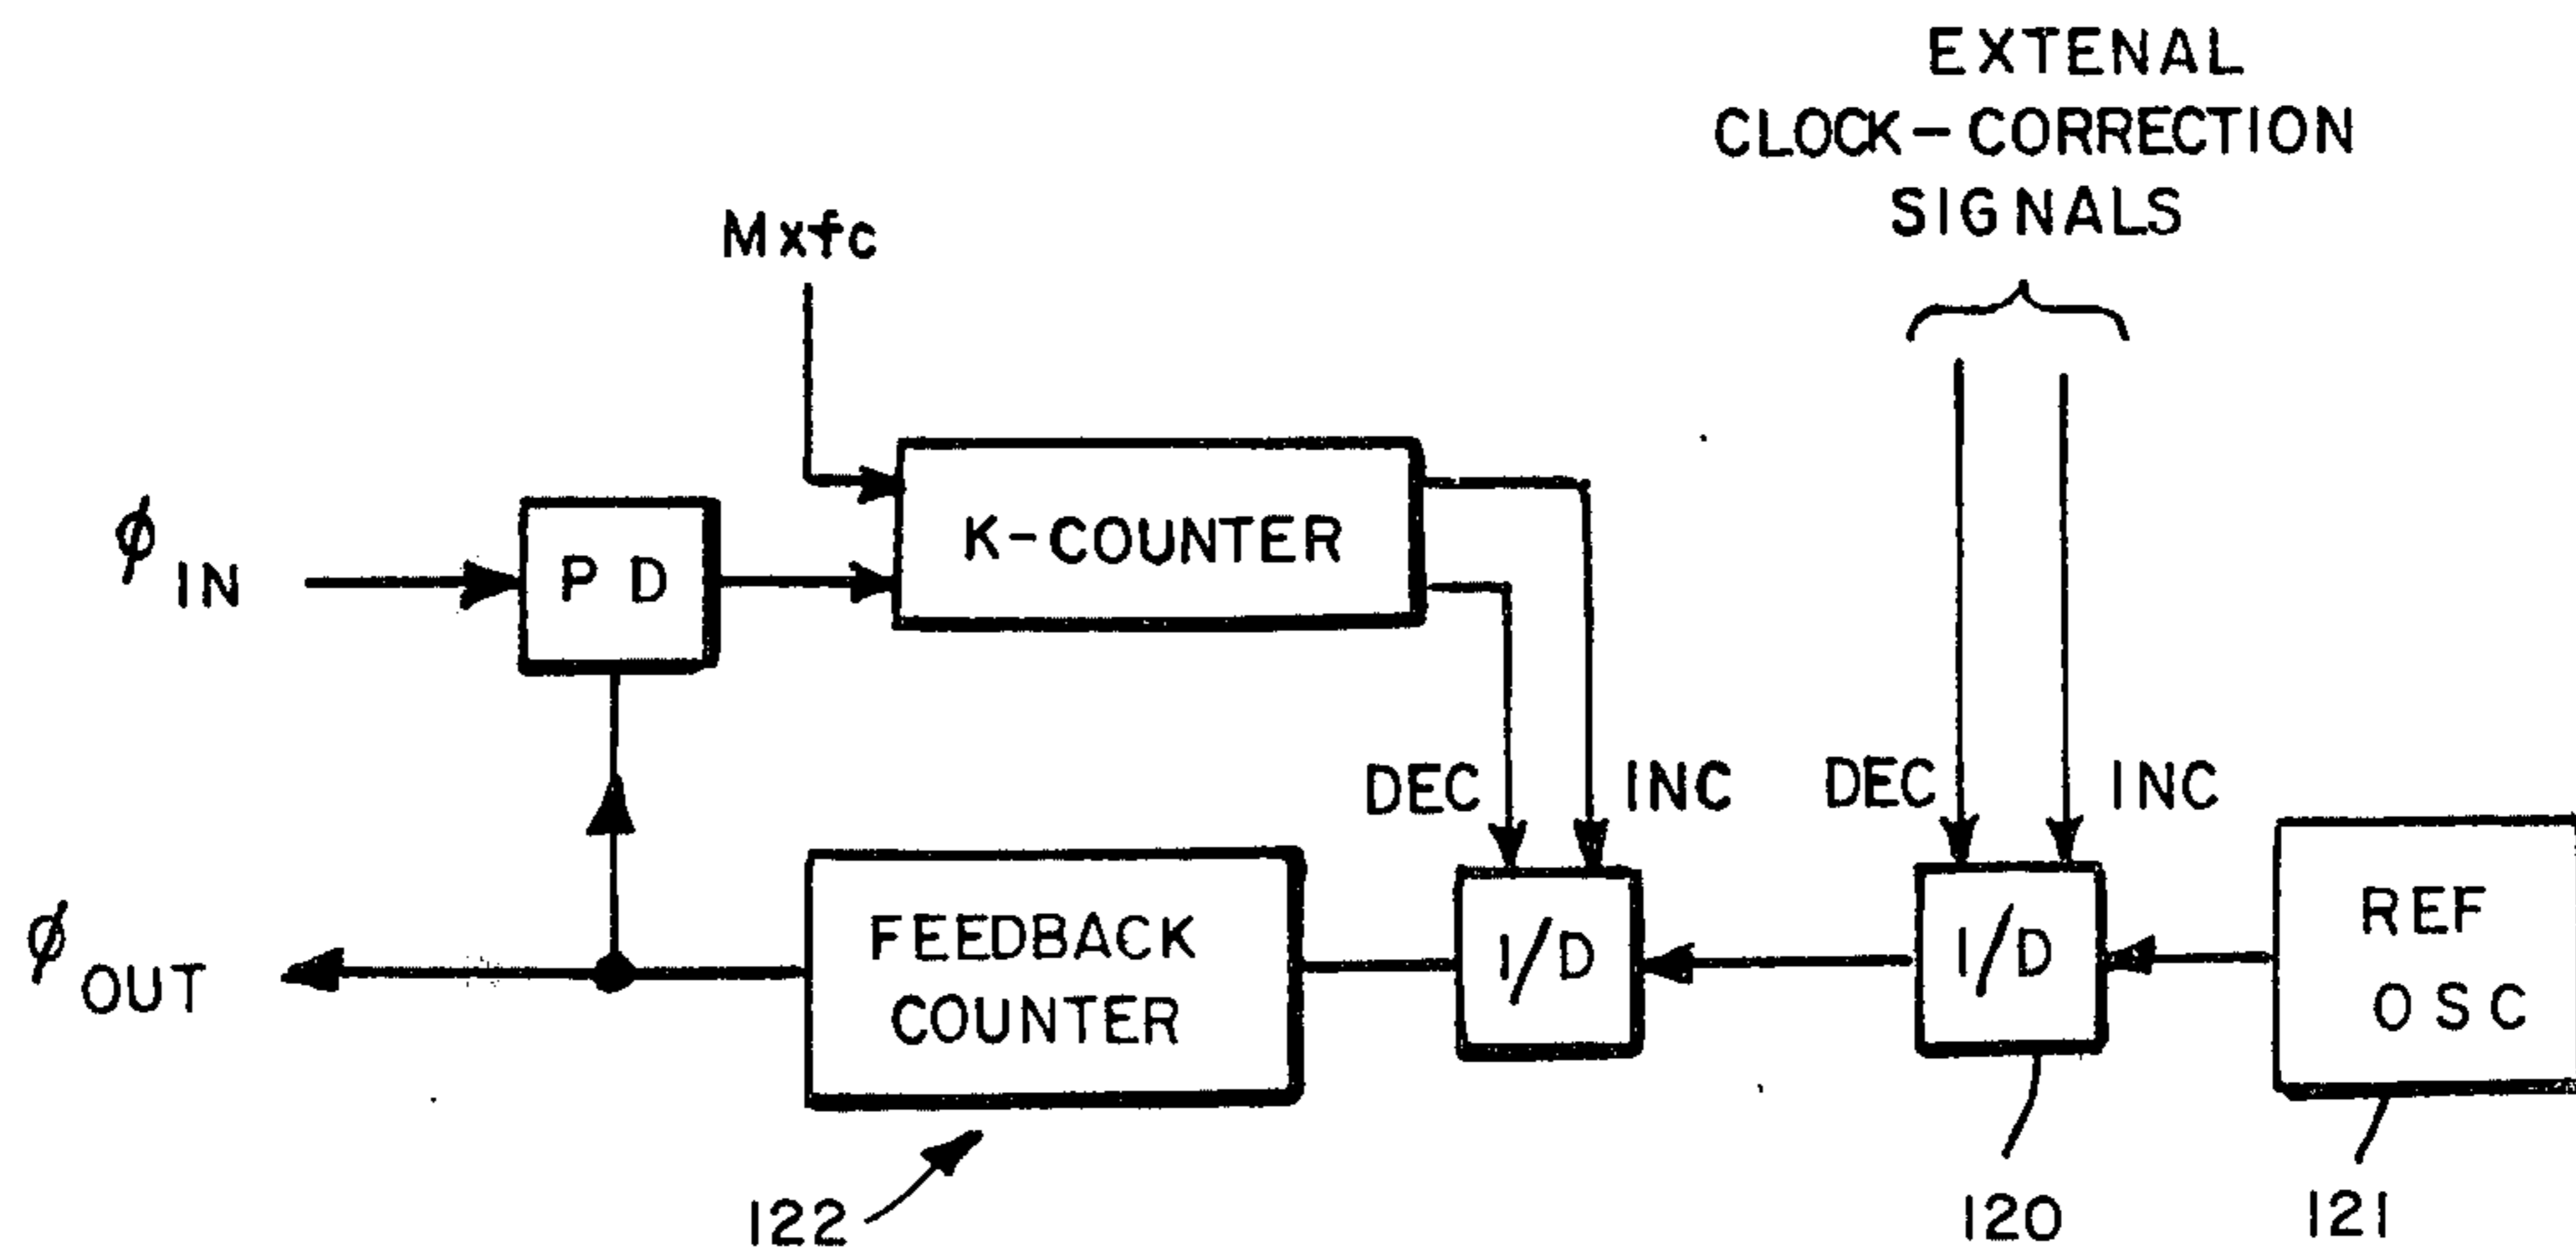 EXTENAL
CLOCK-CORRECTION
SIGNALS
Mxfc
ϕ IN
PD
K-COUNTER
DEC
INC
DEC
INC
ϕ OUT
FEEDBACK
COUNTER
I/D
I/D
REF
OSC
122
120
121